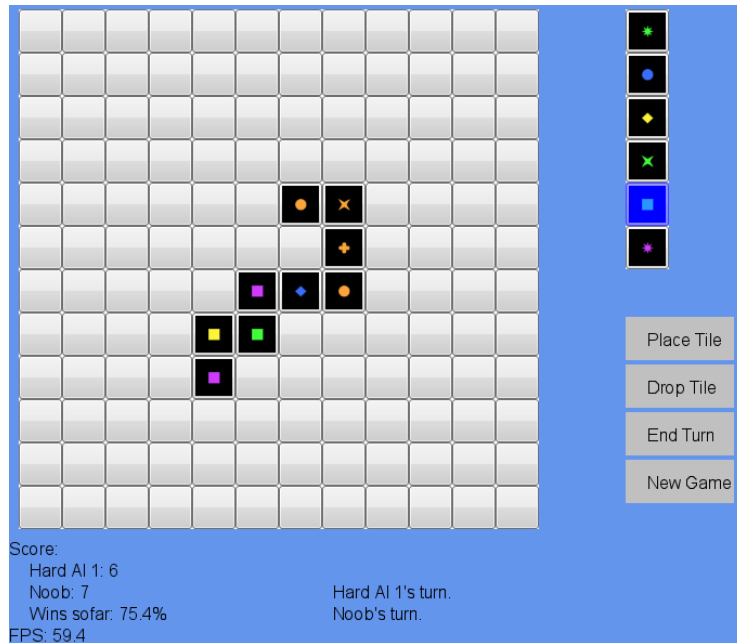 Place Tile
Drop Tile
End Turn
New Game
Score:
Hard AI 1: 6
Noob: 7
Wins sofar: 75.4%
FPS: 59.4
Hard AI 1's turn.
Noob's turn.